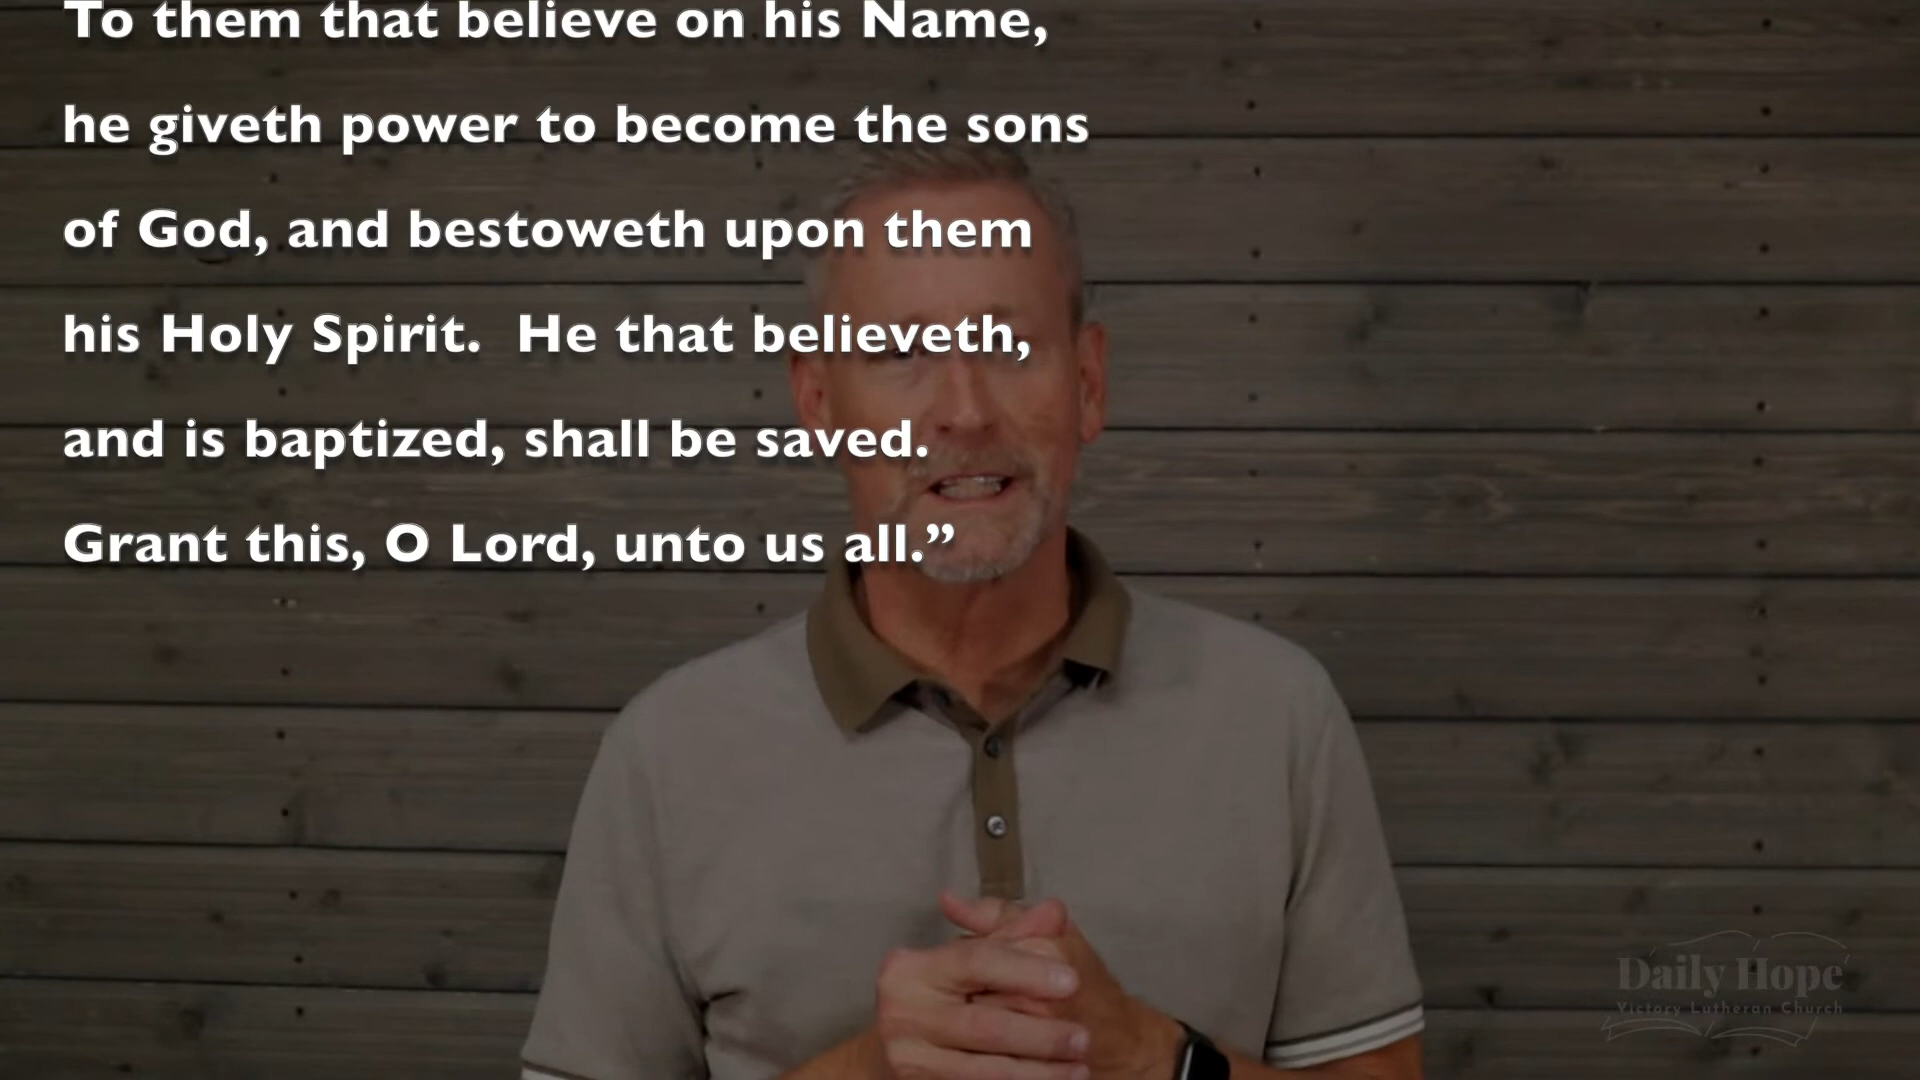 To them that believe on his Name,
he giveth power to become the sons
of God, and bestoweth upon them
his Holy Spirit.  He that believeth,
and is baptized, shall be saved.
Grant this, O Lord, unto us all.”
Daily Hope
Victory Lutheran Church